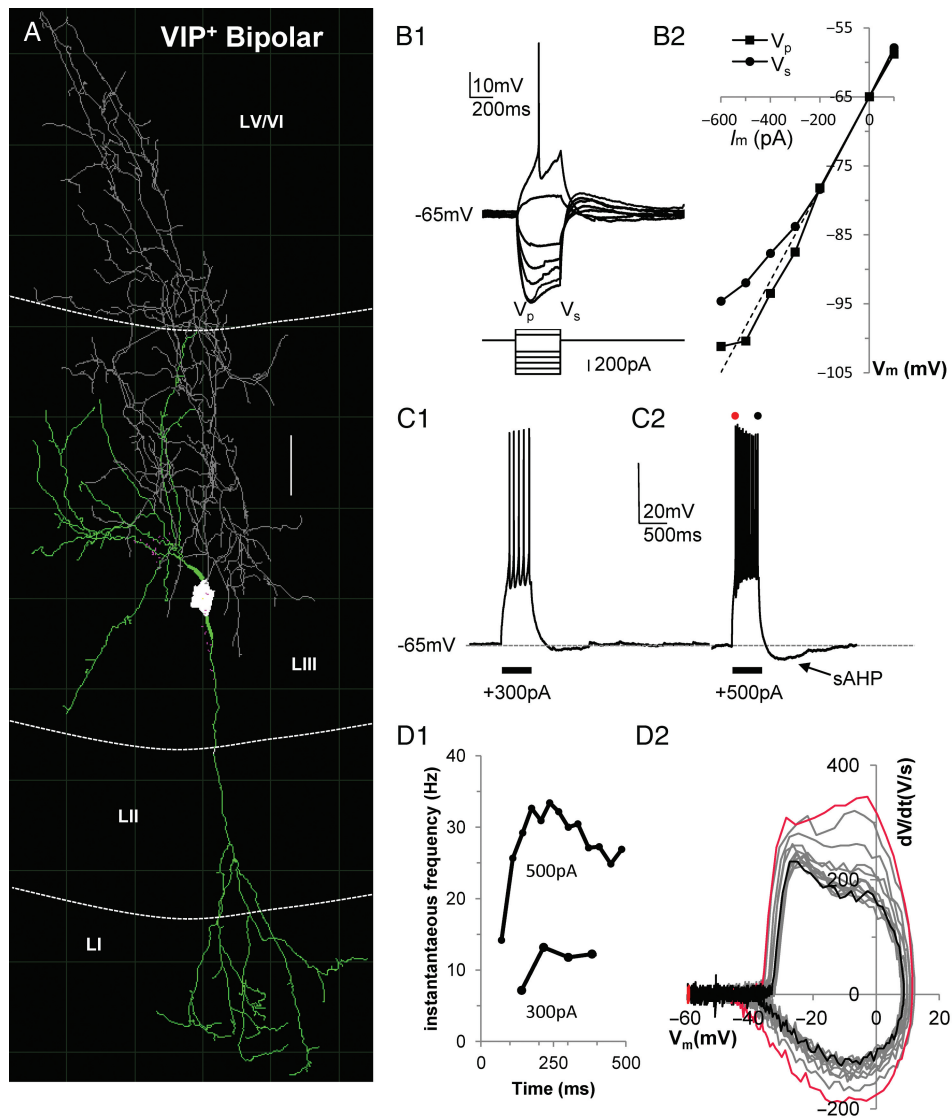 A
VIP+ Bipolar
LV/VI
LIII
LII
LI
B1
10mV
200ms
-65mV
Vp
Vs
200pA
B2
Vp
Vs
−600
−400
−200
0
Im (pA)
−55
−65
−75
−85
−95
−105
Vm (mV)
C1
-65mV
+300pA
C2
20mV
500ms
sAHP
+500pA
D1
instantaeous frequency (Hz)
40
30
20
10
0
500pA
300pA
0
500
Time (ms)
D2
400
dV/dt(V/s)
200
0
−200
−60
−40
−20
0
20
Vm(mV)